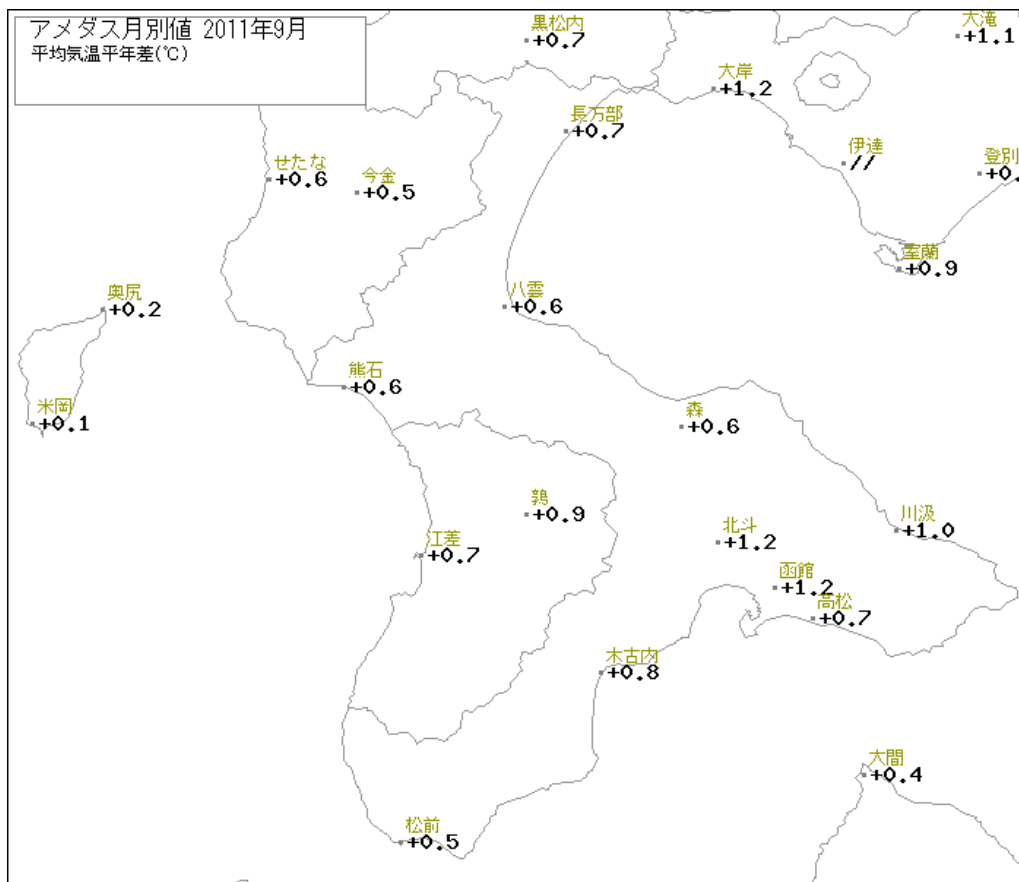 アメダス月別値 2011年9月
平均気温平年差(℃)
黒松内
+0.7
大滝
+1.1
大岸
+1.2
長万部
+0.7
伊達
//
登別
+0.
せたな
+0.6
今金
+0.5
室蘭
+0.9
奥尻
+0.2
八雲
+0.6
熊石
+0.6
米岡
+0.1
森
+0.6
鶉
+0.9
川汲
+1.0
北斗
+1.2
江差
+0.7
函館
+1.2
高松
+0.7
木古内
+0.8
大間
+0.4
松前
+0.5